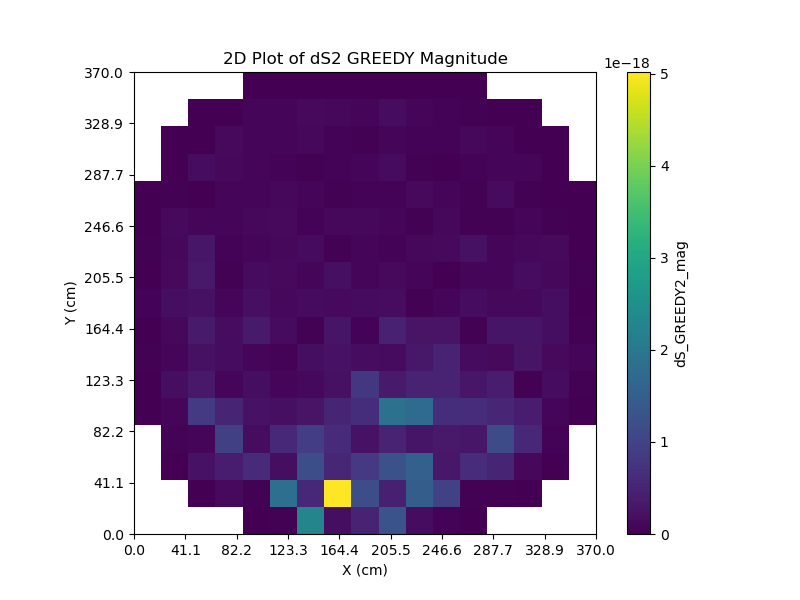 2D Plot of dS2 GREEDY Magnitude
1e−18
370.0
328.9
287.7
246.6
205.5
164.4
123.3
82.2
41.1
0.0
Y (cm)
0.0 41.1 82.2 123.3 164.4 205.5 246.6 287.7 328.9 370.0
X (cm)
5
4
3
2
1
0
dS_GREEDY2_mag